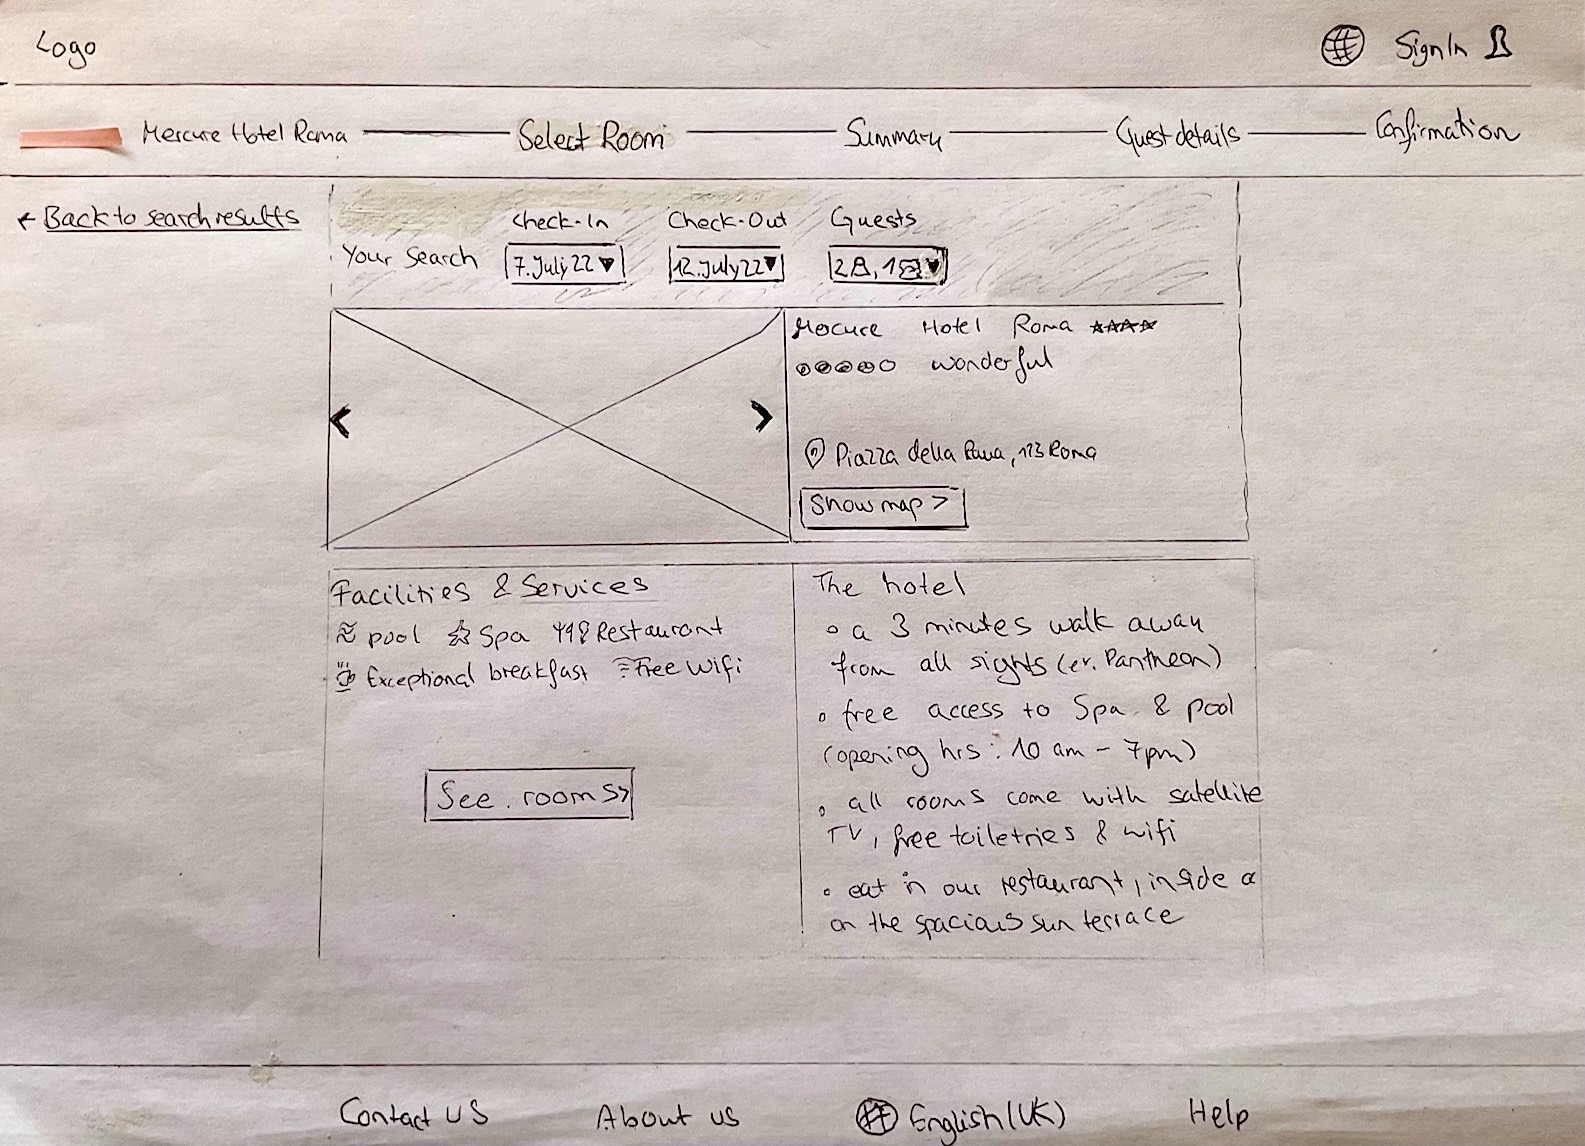 Logo
SignIn
Mercure Hotel Roma Select Room Summary Guest details Confirmation
← Back to search results
Check-In Check-Out Guests
Your Search 7.July 22 12.July 22 2 , 1
Mercure Hotel Roma
wonderful
Piazza della , 123 Roma
Show map >
Facilities & Services
pool Spa Restaurant
Exceptional breakfast Free Wifi
See rooms>
The hotel
a 3 minutes walk away
from all sights (ex. Pantheon)
free access to Spa & pool
(opening hrs: 10 am - 7pm)
all rooms come with satellite
TV, free toiletries & wifi
eat in our restaurant, inside or
on the spacious sun terrace
Contact US About us English (UK) Help